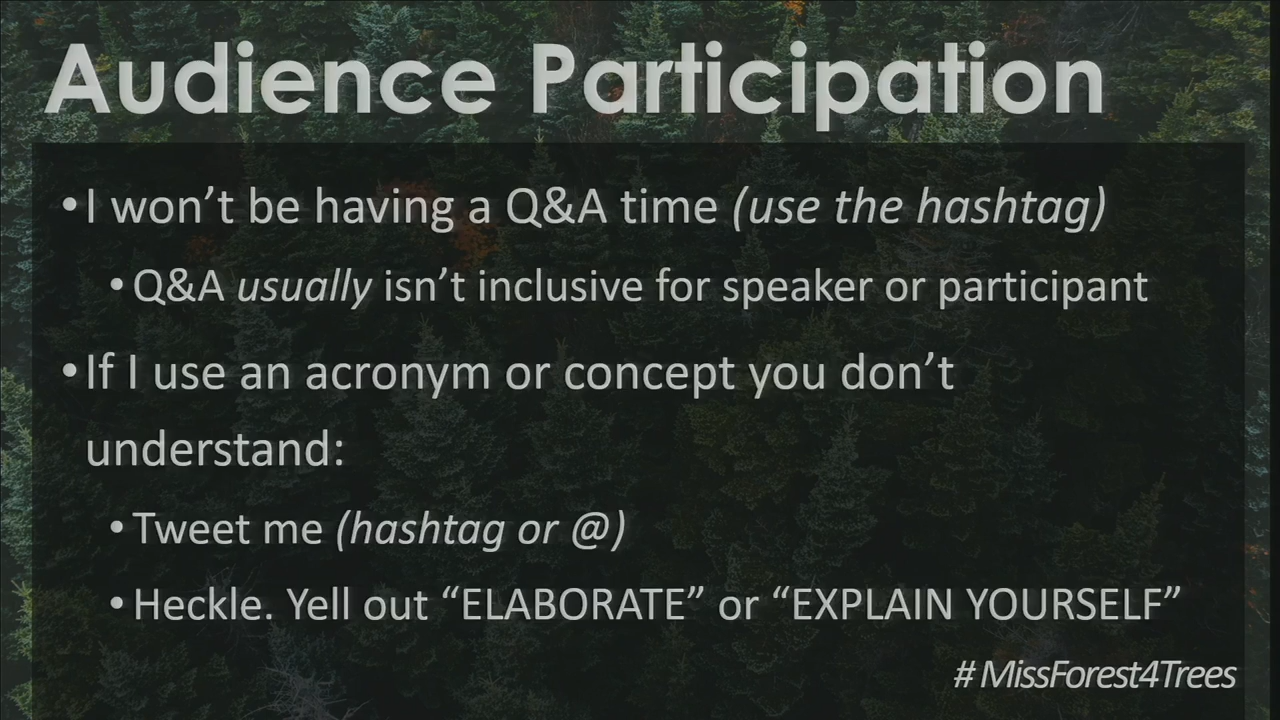 Audience Participation
•I won’t be having a Q&A time (use the hashtag)
•Q&A usually isn’t inclusive for speaker or participant
•If I use an acronym or concept you don’t
understand:
•Tweet me (hashtag or @)
•Heckle. Yell out “ELABORATE” or “EXPLAIN YOURSELF”
#MissForest4Trees